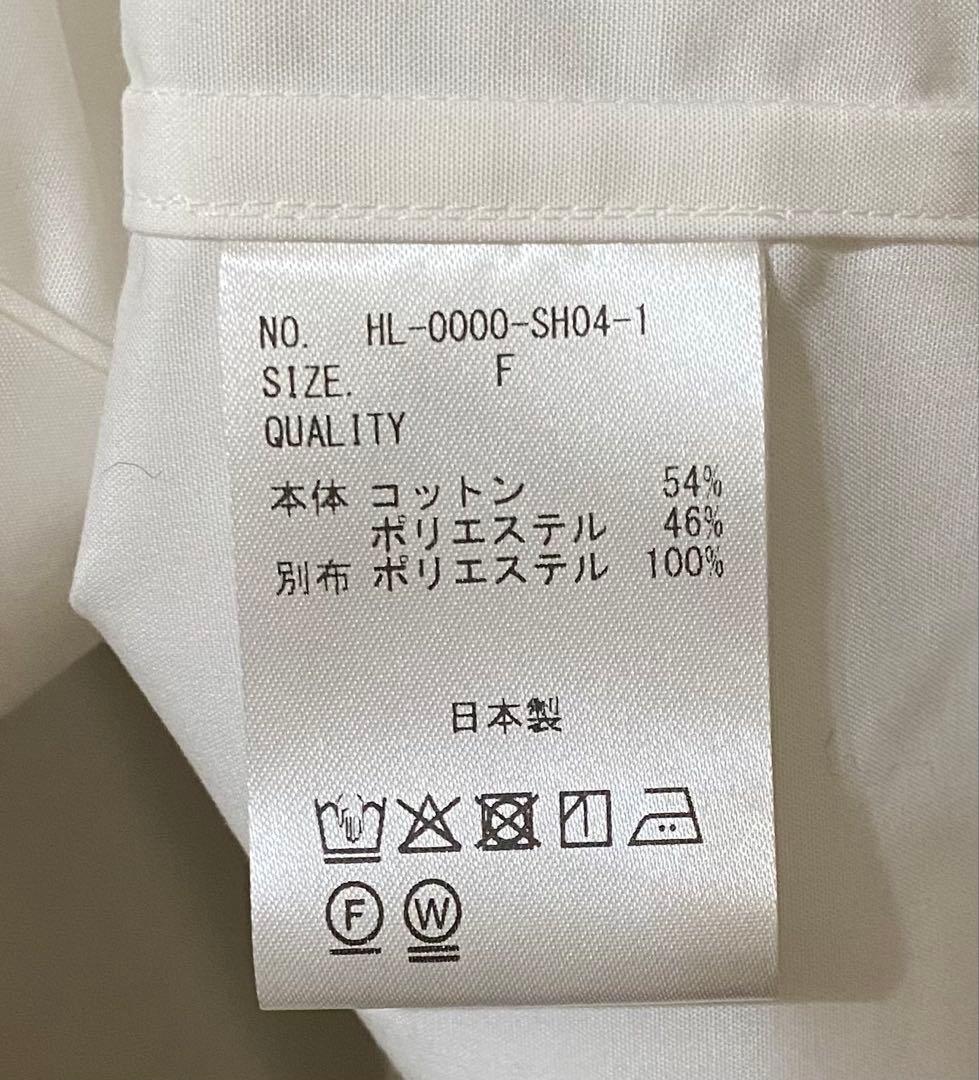 NO. HL-0000-SH04-1
SIZE. F
QUALITY
本体 コットン 54%
ポリエステル 46%
別布 ポリエステル 100%
日本製
F W